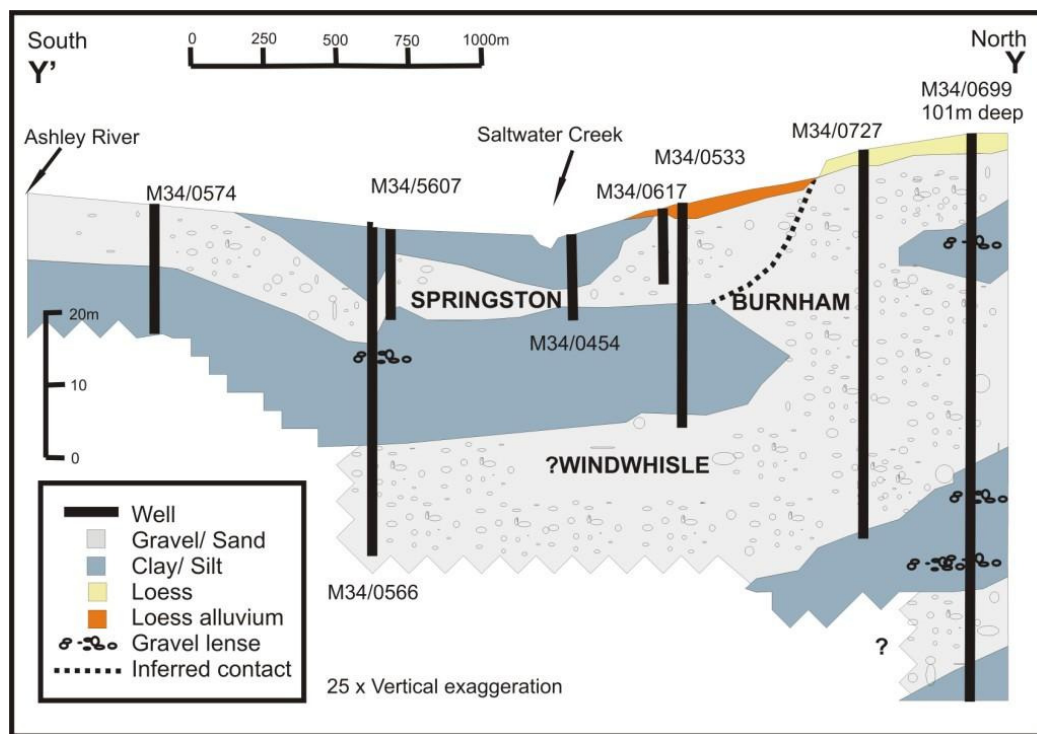 South
Y'
0 250 500 750 1000m
North
Y
M34/0699
101m deep
Ashley River
Saltwater Creek
M34/0727
M34/0533
M34/0574
M34/5607
M34/0617
SPRINGSTON
BURNHAM
20m
10
0
M34/0454
?WINDWHISLE
Well
Gravel/ Sand
Clay/ Silt
Loess
Loess alluvium
Gravel lense
Inferred contact
M34/0566
?
25 x Vertical exaggeration